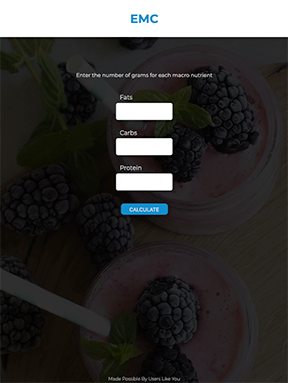 EMC
Enter the number of grams for each macro nutrient
Fats
Carbs
Protein
CALCULATE
Made Possible By Users Like You